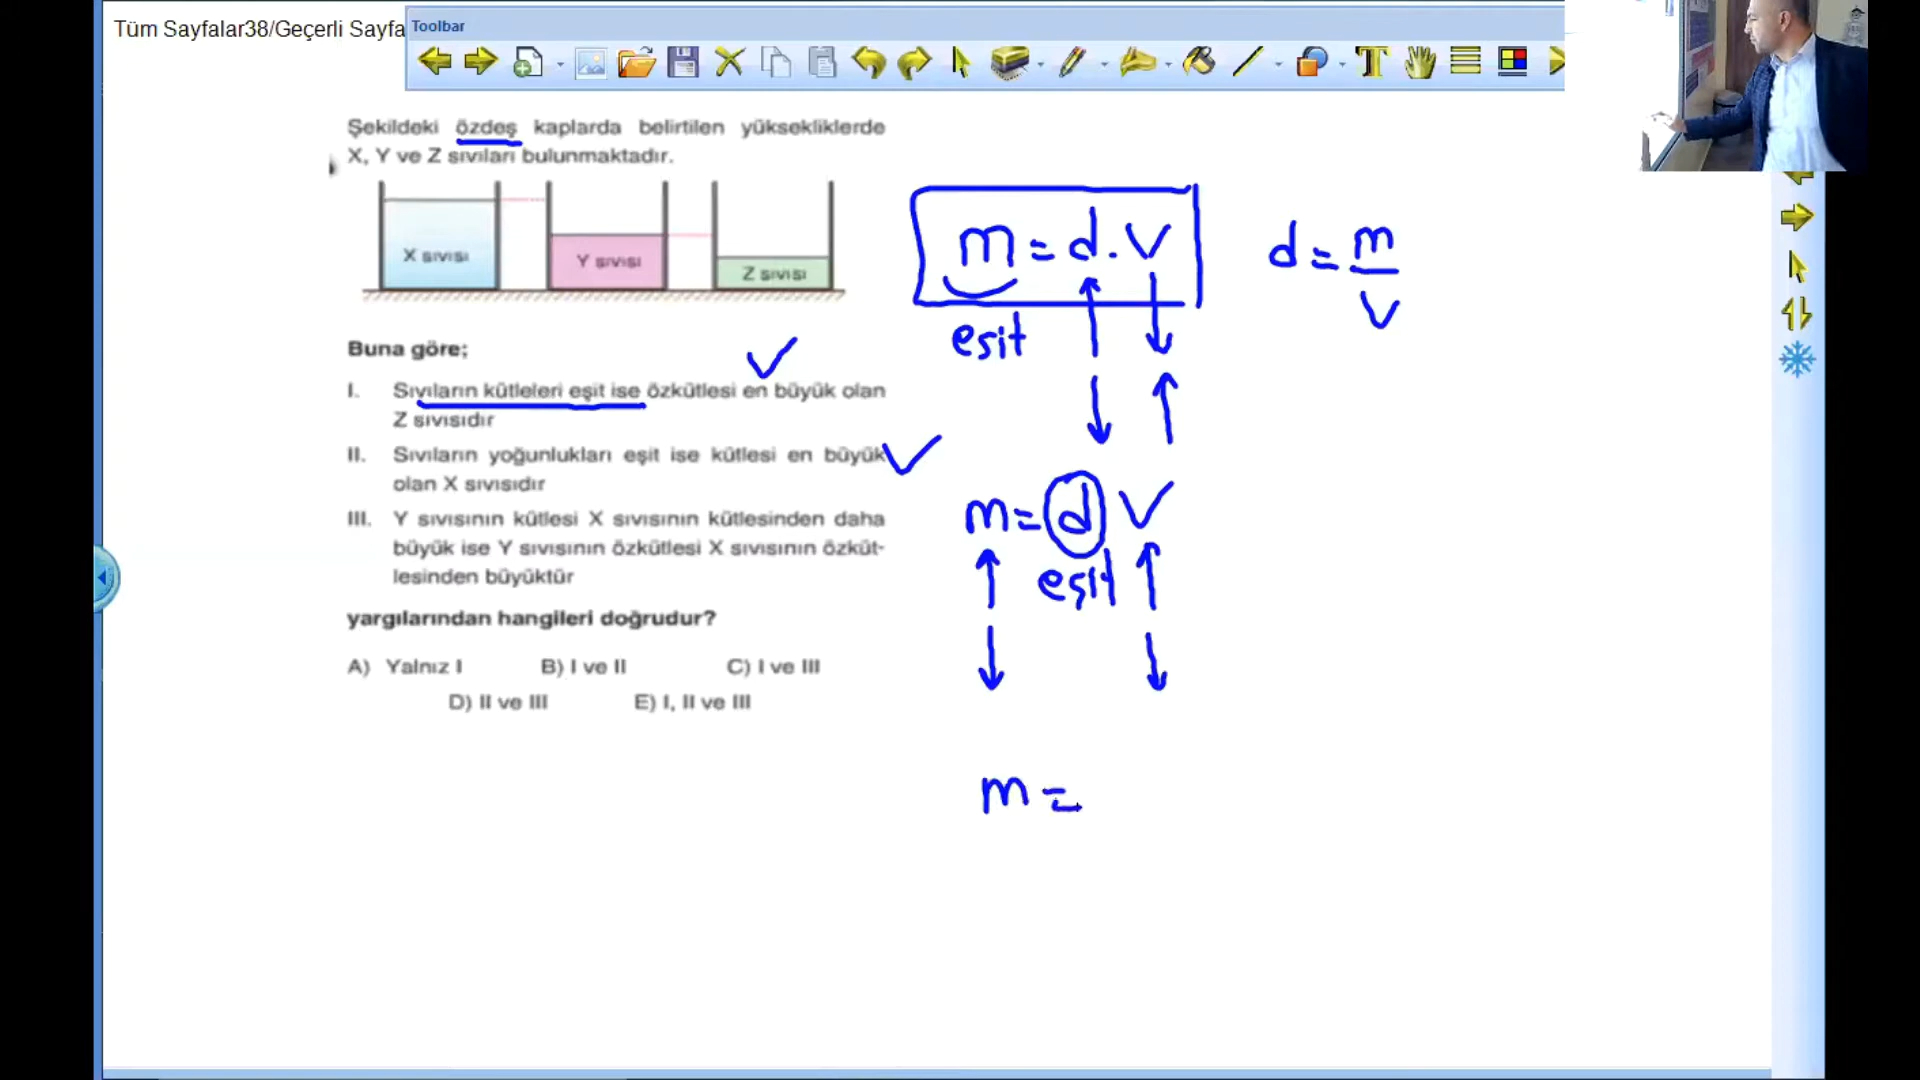 Tüm Sayfalar38/Geçerli Sayfa
Toolbar
Şekildeki özdeş kaplarda belirtilen yüksekliklerde
X, Y ve Z sıvıları bulunmaktadır.
X sıvısı
Y sıvısı
Z sıvısı
Buna göre;
I. Sıvıların kütleleri eşit ise özkütlesi en büyük olan
Z sıvısıdır
II. Sıvıların yoğunlukları eşit ise kütlesi en büyük
olan X sıvısıdır
III. Y sıvısının kütlesi X sıvısının kütlesinden daha
büyük ise Y sıvısının özkütlesi X sıvısının özküt-
lesinden büyüktür
yargılarından hangileri doğrudur?
A) Yalnız I B) I ve II C) I ve III
D) II ve III E) I, II ve III
m = d . V
eşit
d = m
V
m = d V
eşit
m =